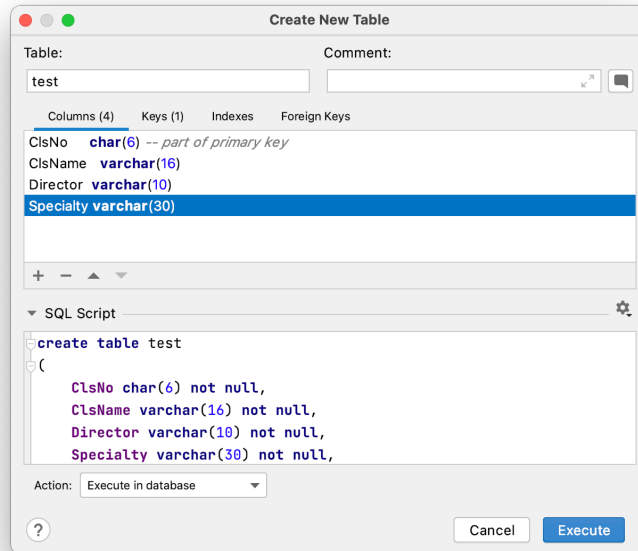 Create New Table
Table: Comment:
test
Columns (4) Keys (1) Indexes Foreign Keys
ClsNo char(6) -- part of primary key
ClsName varchar(16)
Director varchar(10)
Specialty varchar(30)
SQL Script
create table test
(
ClsNo char(6) not null,
ClsName varchar(16) not null,
Director varchar(10) not null,
Specialty varchar(30) not null,
Action: Execute in database
? Cancel Execute